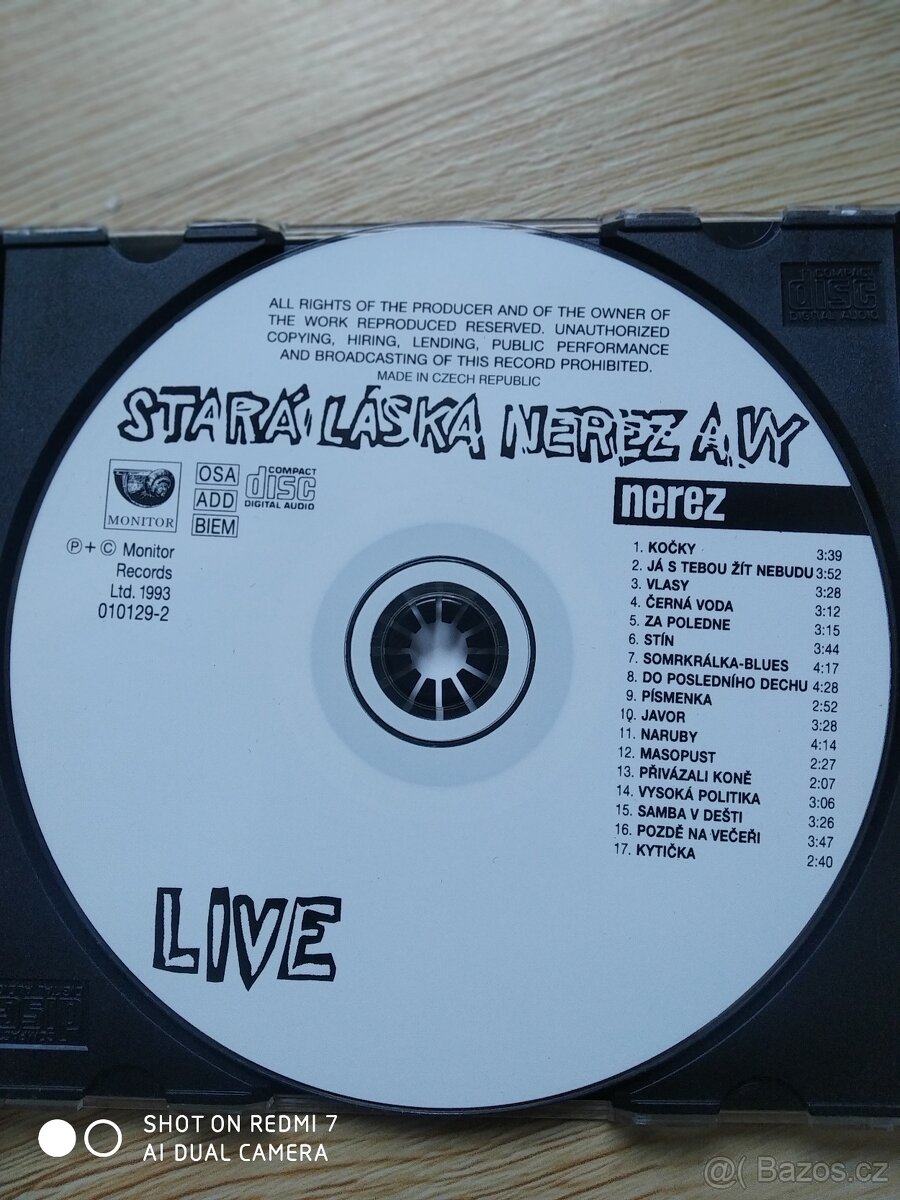 ALL RIGHTS OF THE PRODUCER AND OF THE OWNER OF
THE WORK REPRODUCED RESERVED. UNAUTHORIZED
COPYING, HIRING, LENDING, PUBLIC PERFORMANCE
AND BROADCASTING OF THIS RECORD PROHIBITED.
MADE IN CZECH REPUBLIC
STARÁ LÁSKA NEREZ A VY
COMPACT
disc
DIGITAL AUDIO
MONITOR
OSA
ADD
BIEM
COMPACT
disc
DIGITAL AUDIO
nerez
℗ + © Monitor
Records
Ltd. 1993
010129-2
1. KOČKY 3:39
2. JÁ S TEBOU ŽÍT NEBUDU 3:52
3. VLASY 3:28
4. ČERNÁ VODA 3:12
5. ZA POLEDNE 3:15
6. STÍN 3:44
7. SOMRKRÁLKA-BLUES 4:17
8. DO POSLEDNÍHO DECHU 4:28
9. PÍSMENKA 2:52
10. JAVOR 3:28
11. NARUBY 4:14
12. MASOPUST 2:27
13. PŘIVÁZALI KONĚ 2:07
14. VYSOKÁ POLITIKA 3:06
15. SAMBA V DEŠTI 3:26
16. POZDĚ NA VEČEŘI 3:47
17. KYTIČKA 2:40
LIVE
SHOT ON REDMI 7
AI DUAL CAMERA
Bazos.cz